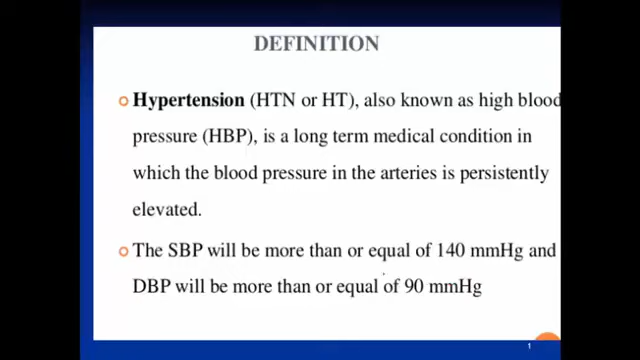 DEFINITION
Hypertension (HTN or HT), also known as high blood
pressure (HBP), is a long term medical condition in
which the blood pressure in the arteries is persistently
elevated.
The SBP will be more than or equal of 140 mmHg and
DBP will be more than or equal of 90 mmHg
1